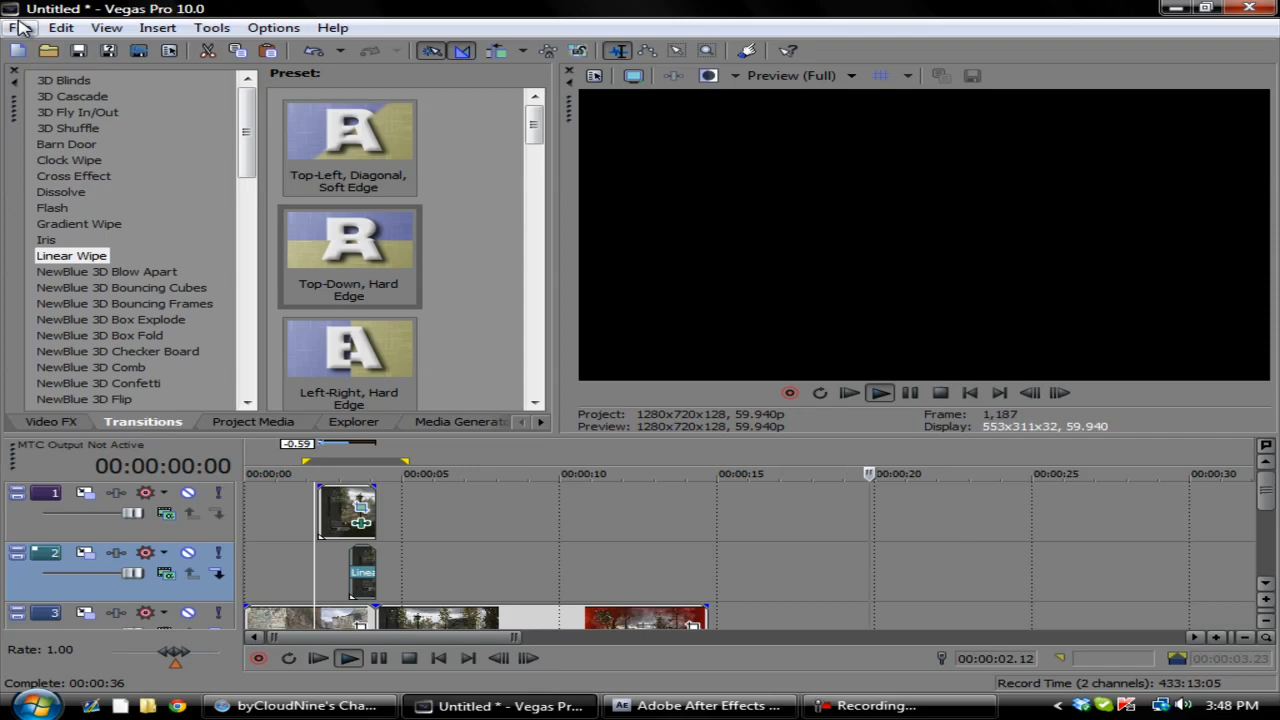 Untitled * - Vegas Pro 10.0
Edit View Insert Tools Options Help
3D Blinds
3D Cascade
3D Fly In/Out
3D Shuffle
Barn Door
Clock Wipe
Cross Effect
Dissolve
Flash
Gradient Wipe
Iris
Linear Wipe
NewBlue 3D Blow Apart
NewBlue 3D Bouncing Cubes
NewBlue 3D Bouncing Frames
NewBlue 3D Box Explode
NewBlue 3D Box Fold
NewBlue 3D Checker Board
NewBlue 3D Comb
NewBlue 3D Confetti
NewBlue 3D Flip
Preset:
Top-Left, Diagonal,
Soft Edge
Top-Down, Hard
Edge
Left-Right, Hard
Edge
Preview (Full)
Project: 1280x720x128, 59.940p
Preview: 1280x720x128, 59.940p
Frame: 1,187
Display: 553x311x32, 59.940
Video FX Transitions Project Media Explorer Media Generat
MTC Output Not Active
00:00:00:00
-0.59
00:00:00 00:00:05 00:00:10 00:00:15 00:00:20 00:00:25 00:00:30
1
2
Linea
3
Rate: 1.00
00:00:02.12
00:00:03.23
Complete: 00:00:36
Record Time (2 channels): 433:13:05
byCloudNine's Cha...
Untitled * - Vegas Pr...
AE Adobe After Effects ...
Recording...
3:48 PM